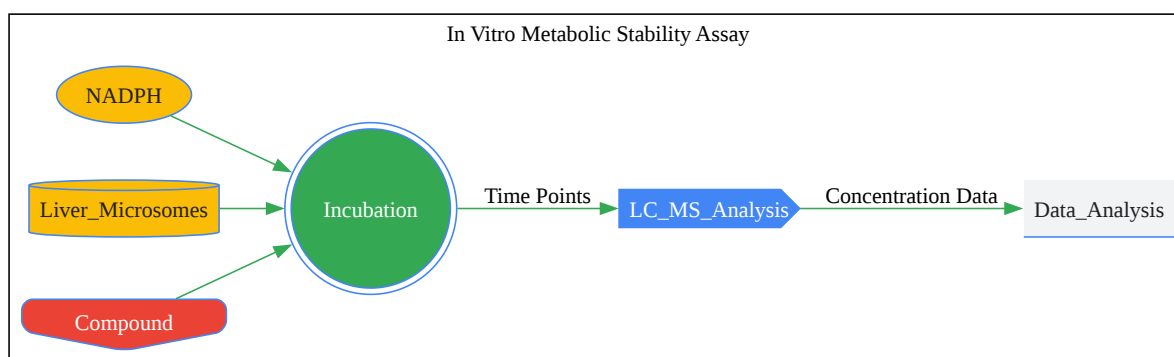 In Vitro Metabolic Stability Assay
NADPH
Liver_Microsomes
Compound
Incubation
Time Points
LC_MS_Analysis
Concentration Data
Data_Analysis